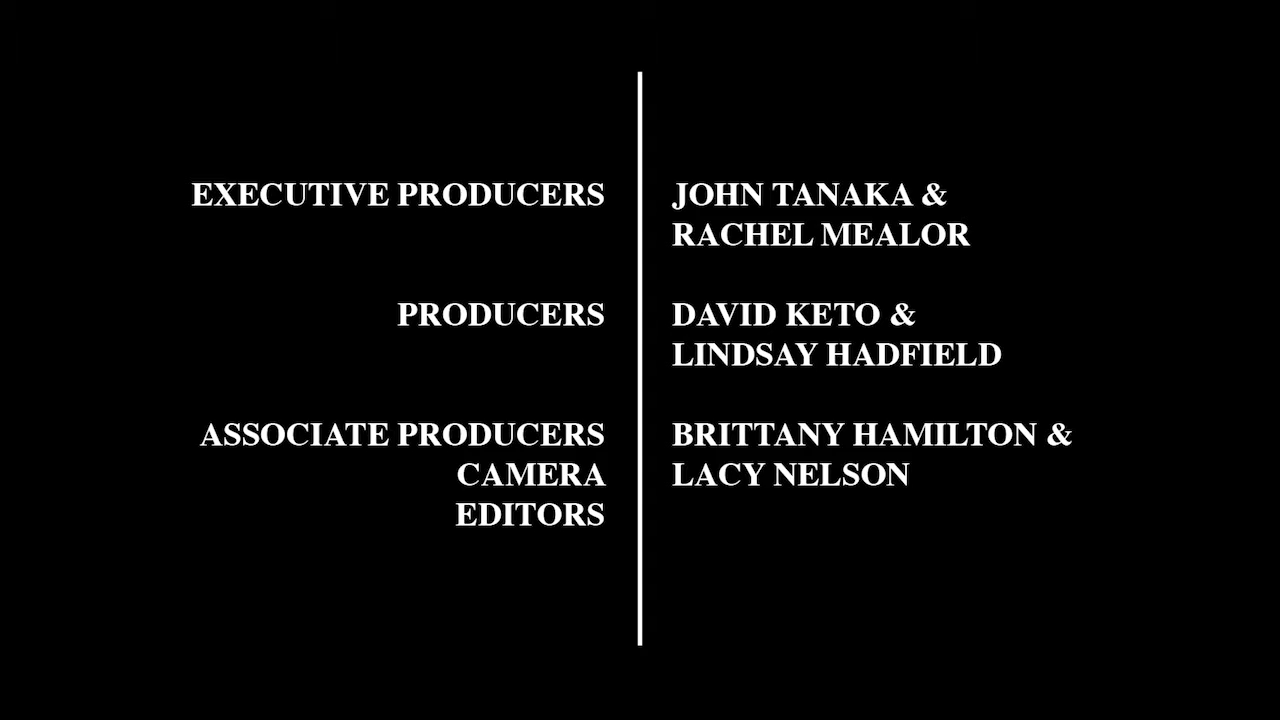 EXECUTIVE PRODUCERS
JOHN TANAKA &
RACHEL MEALOR
PRODUCERS
DAVID KETO &
LINDSAY HADFIELD
ASSOCIATE PRODUCERS
CAMERA
EDITORS
BRITTANY HAMILTON &
LACY NELSON